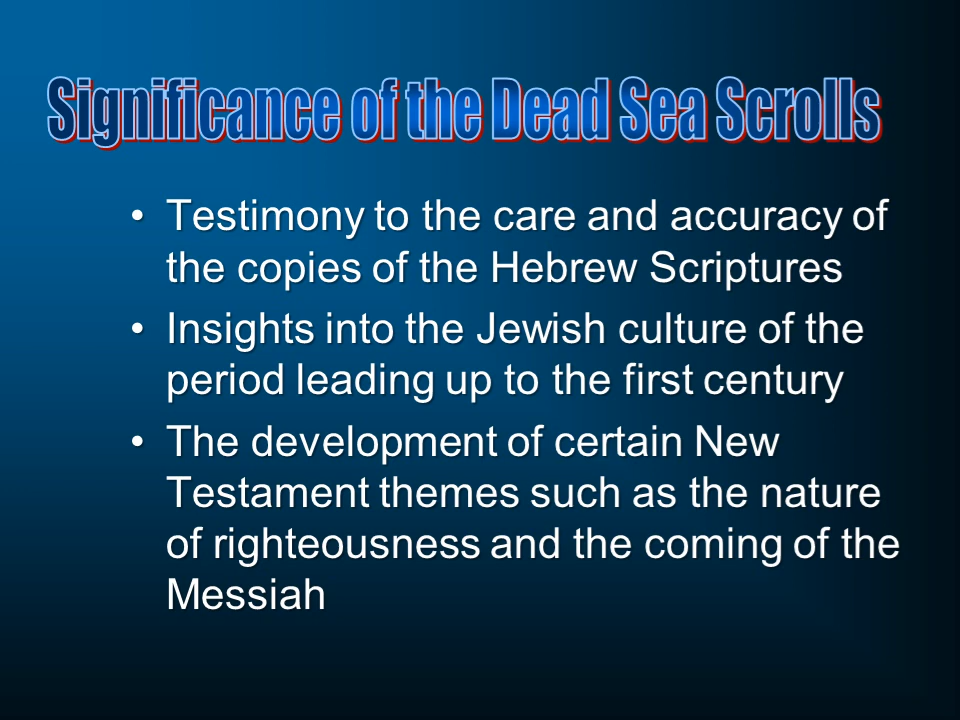 Significance of the Dead Sea Scrolls
• Testimony to the care and accuracy of
the copies of the Hebrew Scriptures
• Insights into the Jewish culture of the
period leading up to the first century
• The development of certain New
Testament themes such as the nature
of righteousness and the coming of the
Messiah